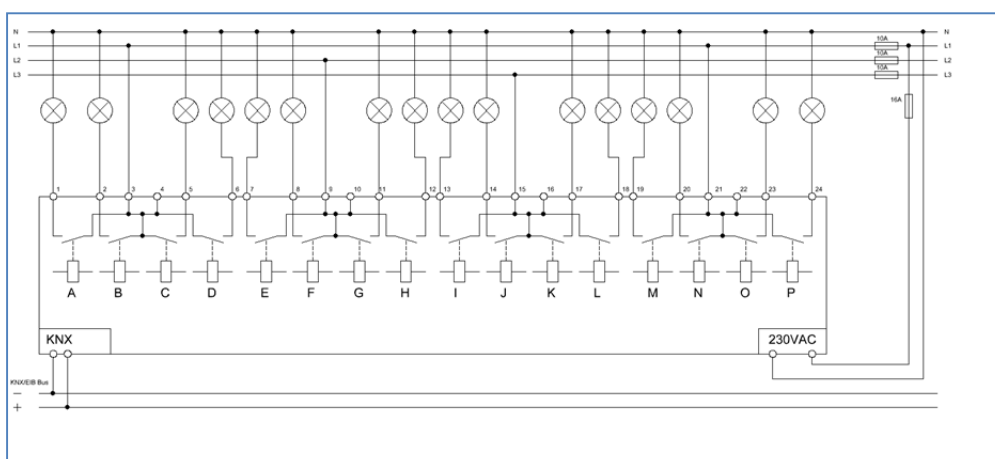 N N
10A
L1 L1
10A
L2 L2
10A
L3 L3
16A
1 2 3 4 5 6 7 8 9 10 11 12 13 14 15 16 17 18 19 20 21 22 23 24
A B C D E F G H I J K L M N O P
KNX 230VAC
KNX/EIB Bus
−
+